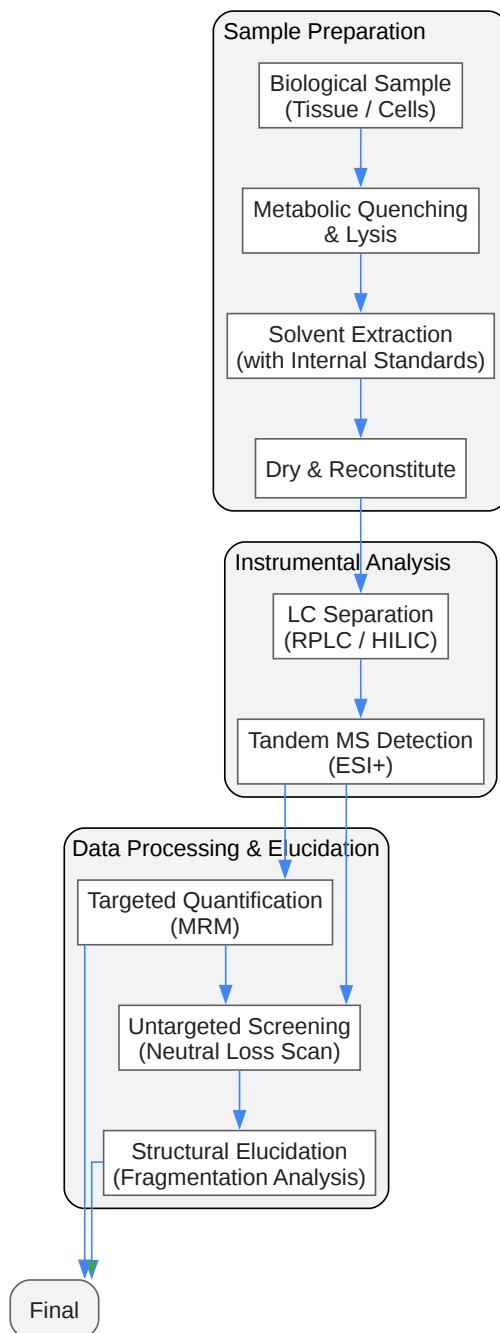 Sample Preparation
Biological Sample
(Tissue / Cells)
Metabolic Quenching
& Lysis
Solvent Extraction
(with Internal Standards)
Dry & Reconstitute
Instrumental Analysis
LC Separation
(RPLC / HILIC)
Tandem MS Detection
(ESI+)
Data Processing & Elucidation
Targeted Quantification
(MRM)
Untargeted Screening
(Neutral Loss Scan)
Structural Elucidation
(Fragmentation Analysis)
Final